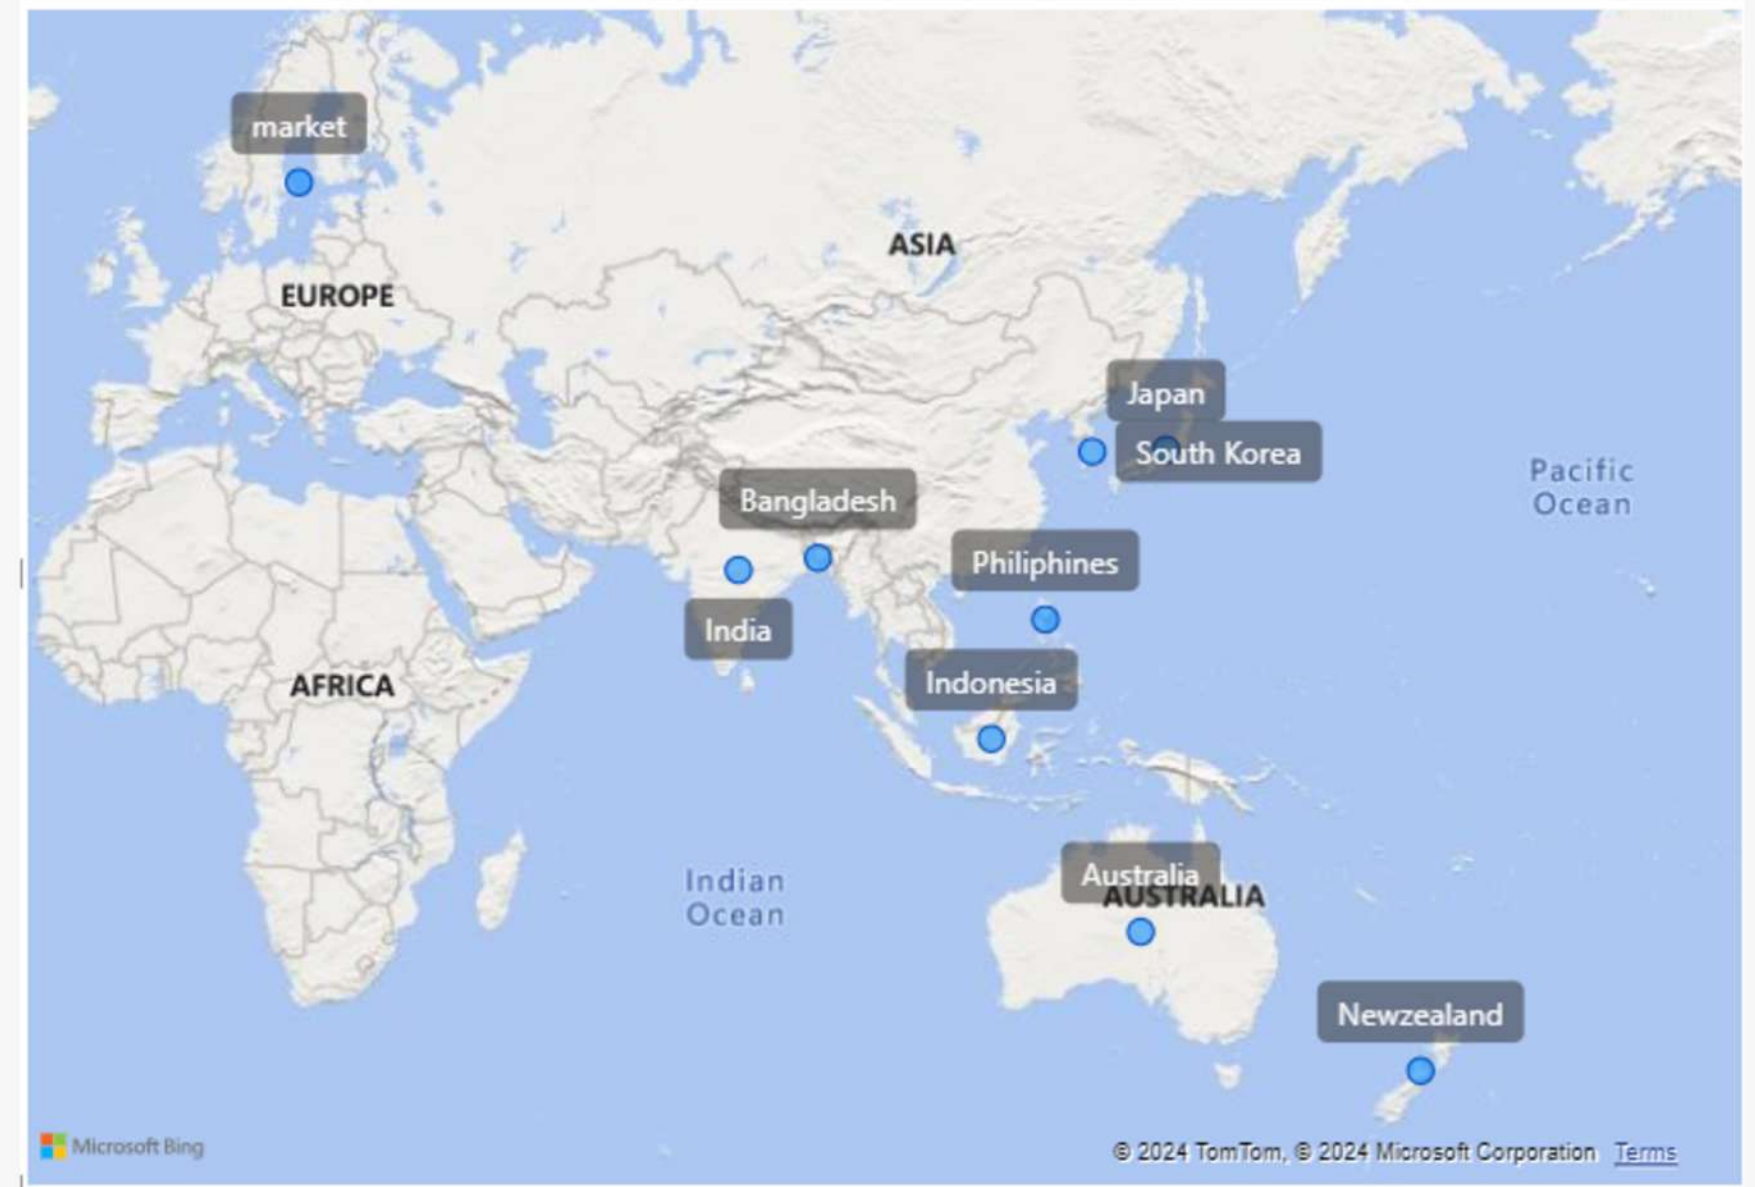 market
ASIA
EUROPE
Japan
South Korea
Pacific
Ocean
Bangladesh
Philiphines
India
Indonesia
AFRICA
Indian
Ocean
Australia
AUSTRALIA
Newzealand
Microsoft Bing
© 2024 TomTom, © 2024 Microsoft Corporation Terms